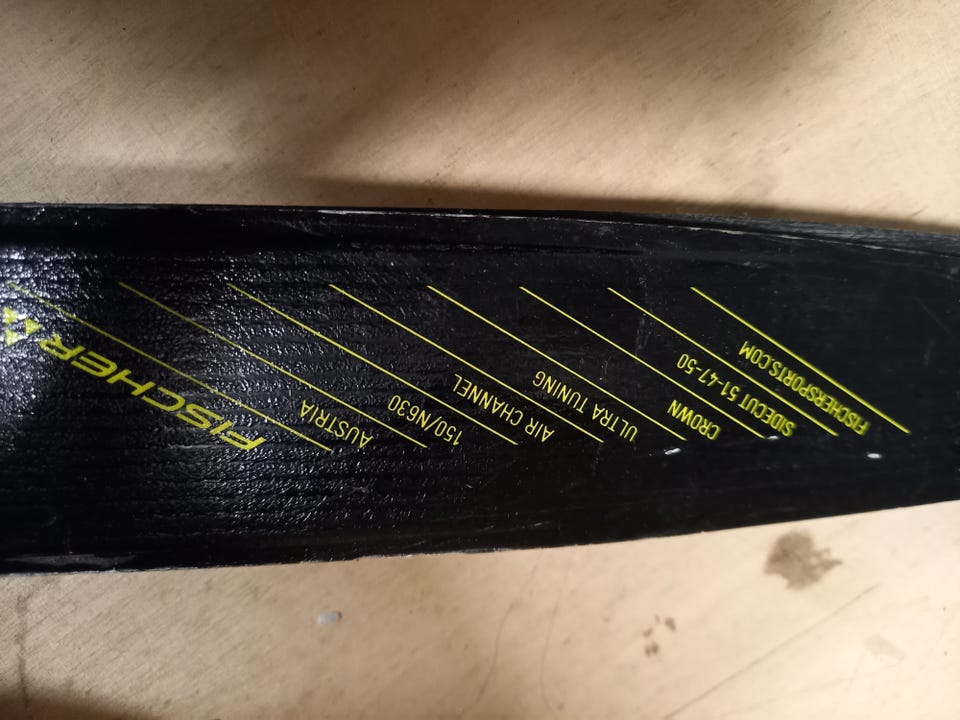 FISCHER
AUSTRIA
150/N630
AIR CHANNEL
ULTRA TUNING
CROWN
SIDECUT 51-47-50
FISCHERSPORTS.COM